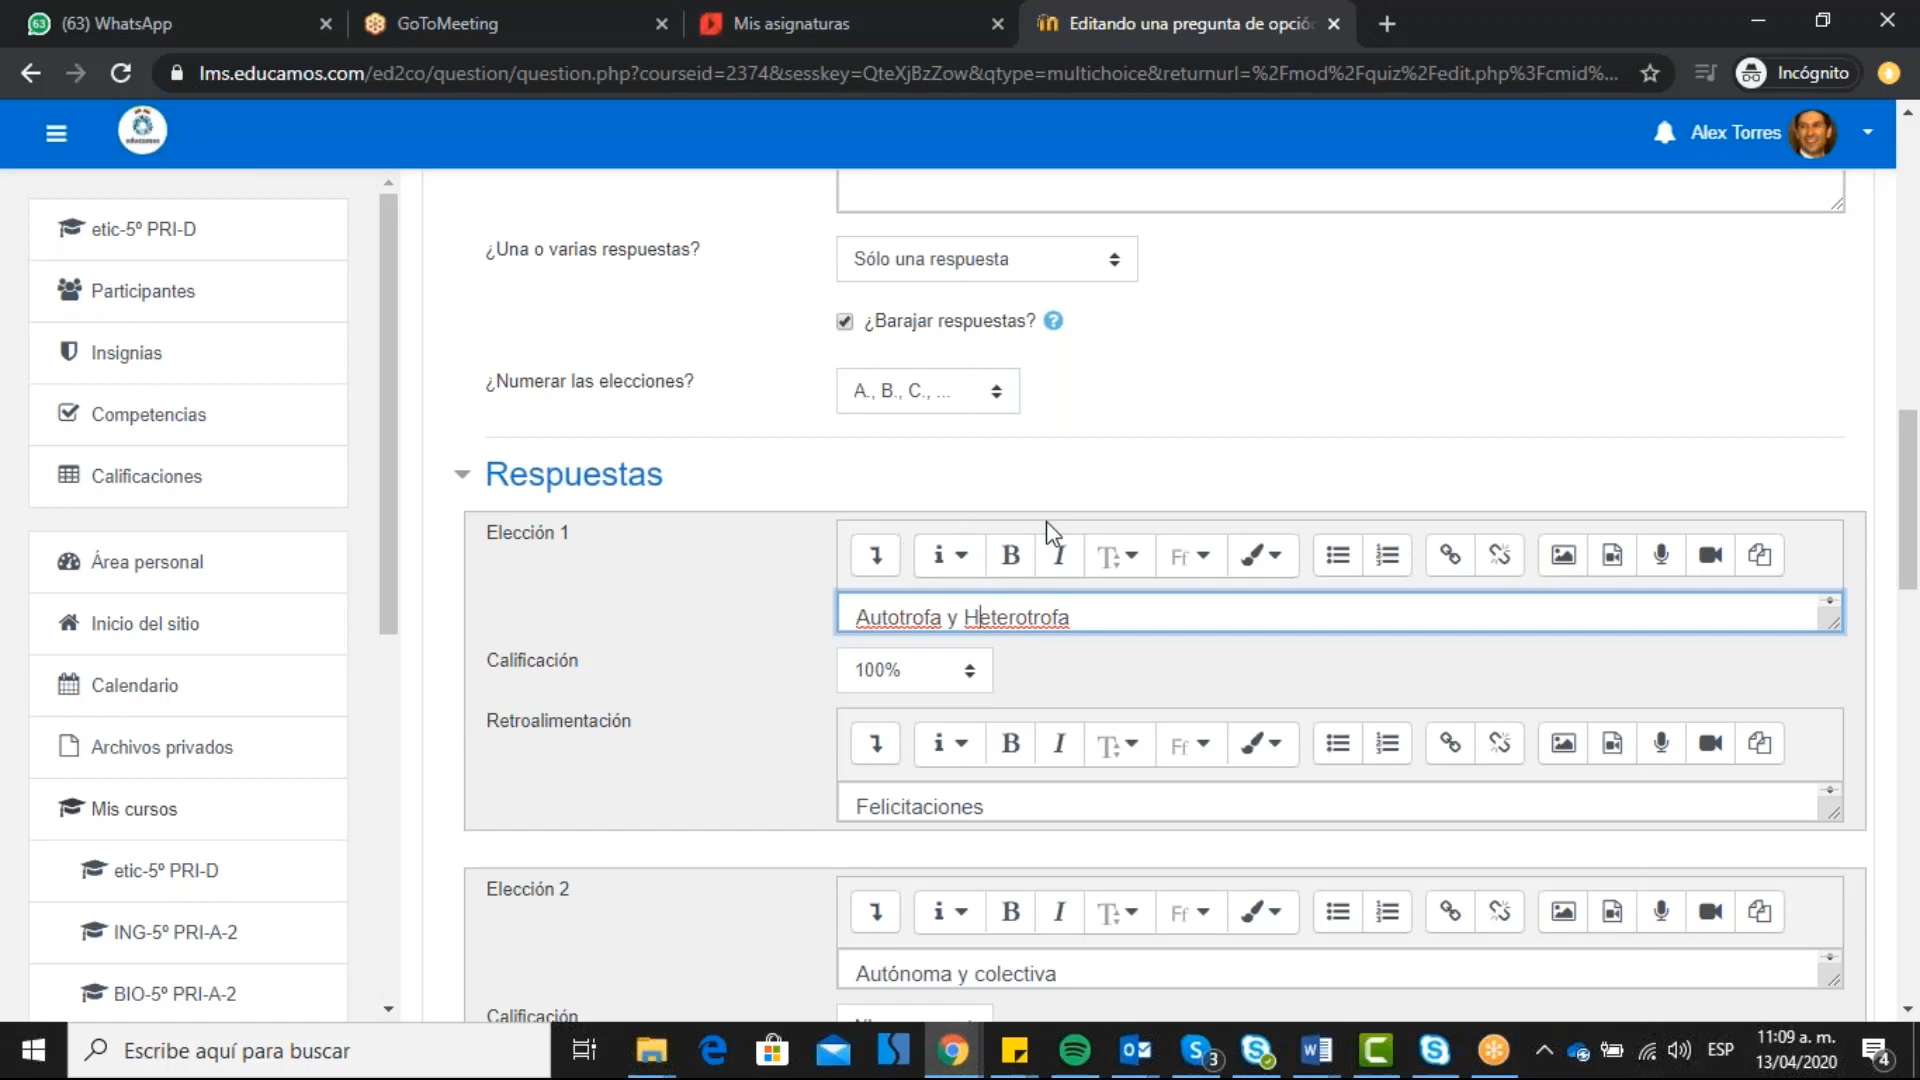 (63) WhatsApp
GoToMeeting
Mis asignaturas
Editando una pregunta de opció
lms.educamos.com/ed2co/question/question.php?courseid=2374&sesskey=QteXjBzZow&qtype=multichoice&returnurl=%2Fmod%2Fquiz%2Fedit.php%3Fcmid%...
Incógnito
Alex Torres
etic-5º PRI-D
Participantes
Insignias
Competencias
Calificaciones
Área personal
Inicio del sitio
Calendario
Archivos privados
Mis cursos
etic-5º PRI-D
ING-5º PRI-A-2
BIO-5º PRI-A-2
¿Una o varias respuestas?
Sólo una respuesta
¿Barajar respuestas?
¿Numerar las elecciones?
A., B., C., ...
Respuestas
Elección 1
Autotrofa y Heterotrofa
Calificación
100%
Retroalimentación
Felicitaciones
Elección 2
Autónoma y colectiva
Calificación
Escribe aquí para buscar
ESP
11:09 a. m.
13/04/2020